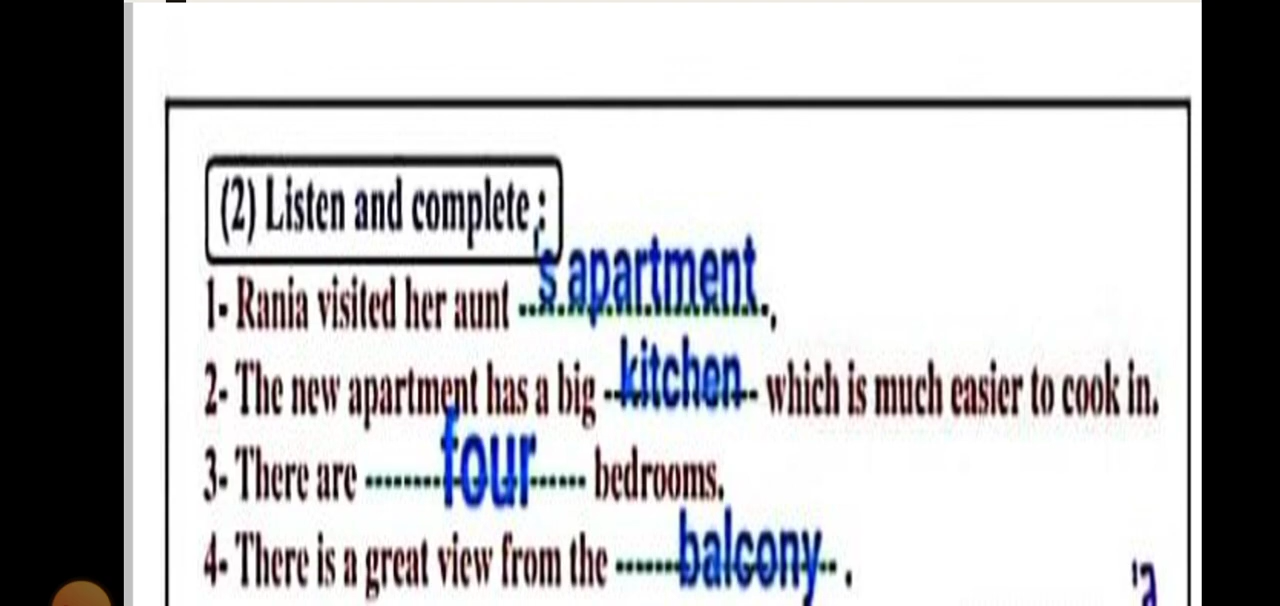 (2) Listen and complete :
1- Rania visited her aunt ..'s apartment..,
2- The new apartment has a big --kitchen-- which is much easier to cook in.
3- There are --------four------ bedrooms.
4- There is a great view from the ------balcony-- .